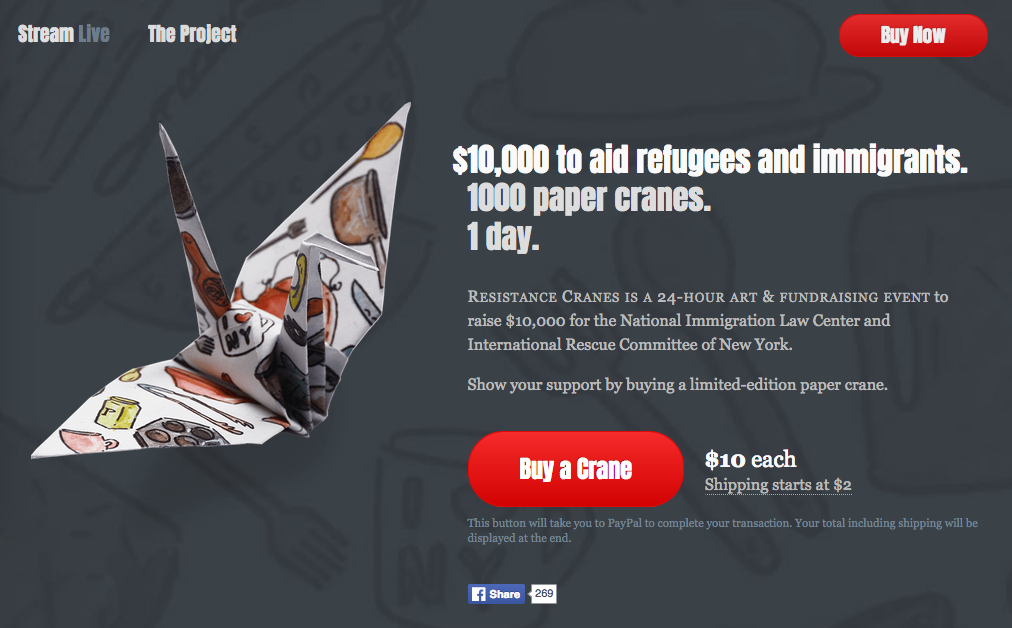 Stream Live
The Project
Buy Now
$10,000 to aid refugees and immigrants.
1000 paper cranes.
1 day.
RESISTANCE CRANES IS A 24-HOUR ART & FUNDRAISING EVENT to
raise $10,000 for the National Immigration Law Center and
International Rescue Committee of New York.
Show your support by buying a limited-edition paper crane.
Buy a Crane
$10 each
Shipping starts at $2
This button will take you to PayPal to complete your transaction. Your total including shipping will be
displayed at the end.
Share
269
I ❤
NY
I
NY